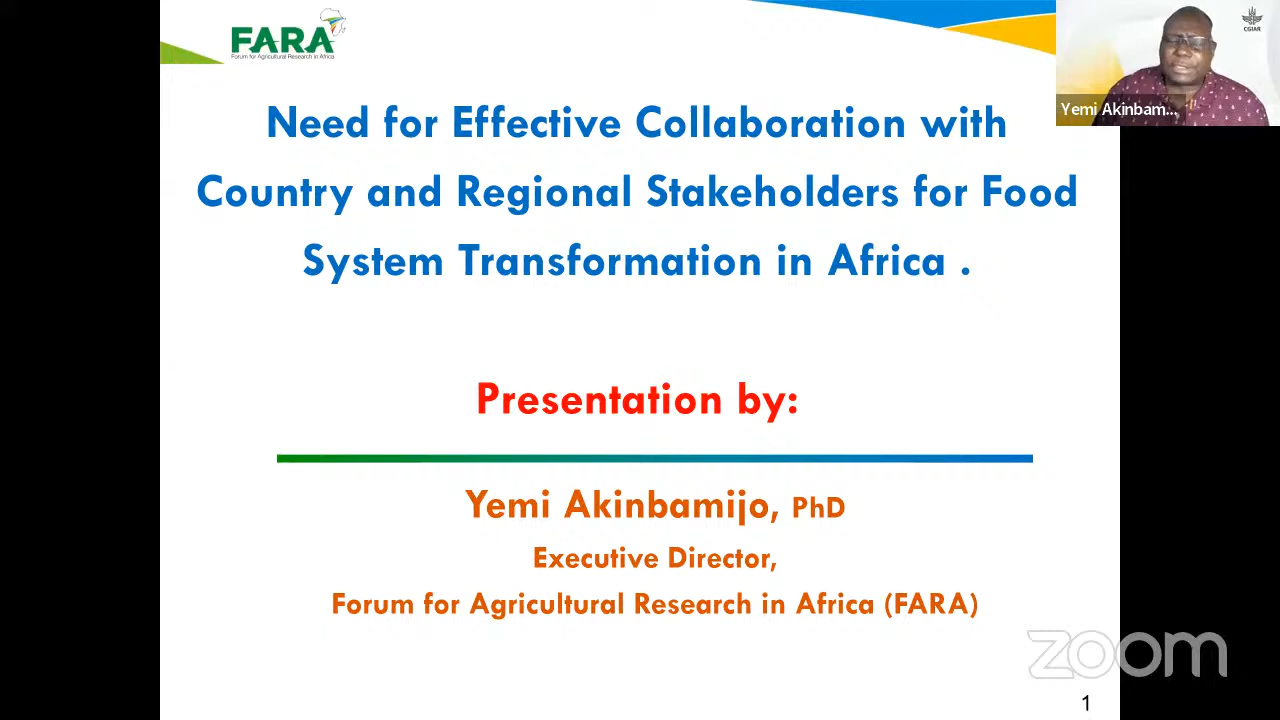 FARA
Forum for Agricultural Research in Africa
CGIAR
Yemi Akinbam...
Need for Effective Collaboration with
Country and Regional Stakeholders for Food
System Transformation in Africa .
Presentation by:
Yemi Akinbamijo, PhD
Executive Director,
Forum for Agricultural Research in Africa (FARA)
zoom
1